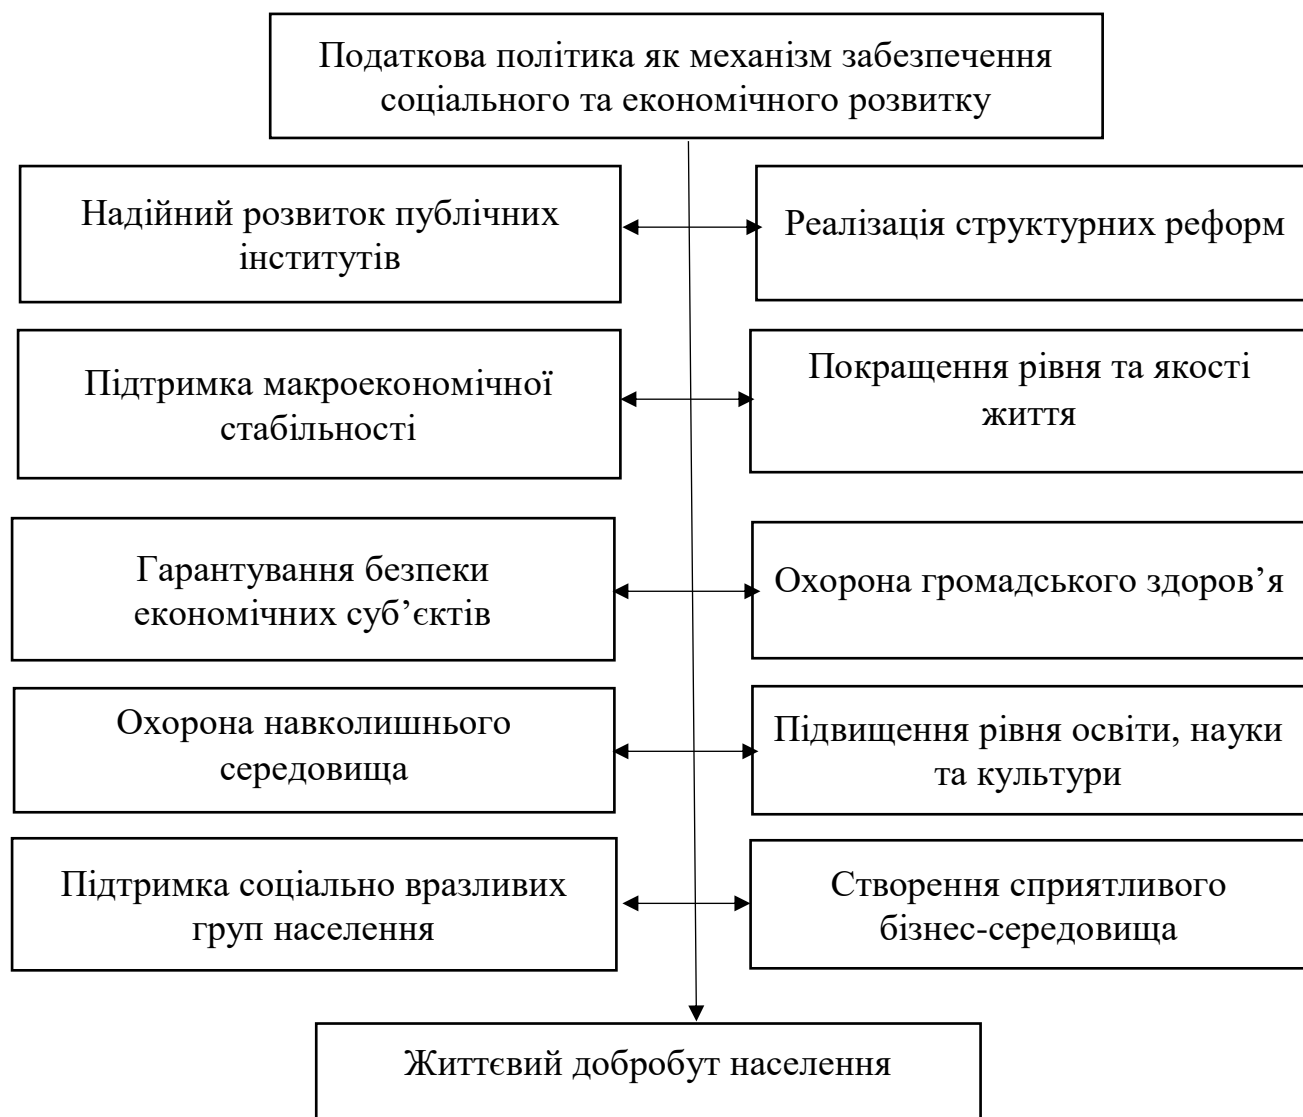 Податкова політика як механізм забезпечення
соціального та економічного розвитку
Надійний розвиток публічних
інститутів
Реалізація структурних реформ
Підтримка макроекономічної
стабільності
Покращення рівня та якості
життя
Гарантування безпеки
економічних суб’єктів
Охорона громадського здоров’я
Охорона навколишнього
середовища
Підвищення рівня освіти, науки
та культури
Підтримка соціально вразливих
груп населення
Створення сприятливого
бізнес-середовища
Життєвий добробут населення